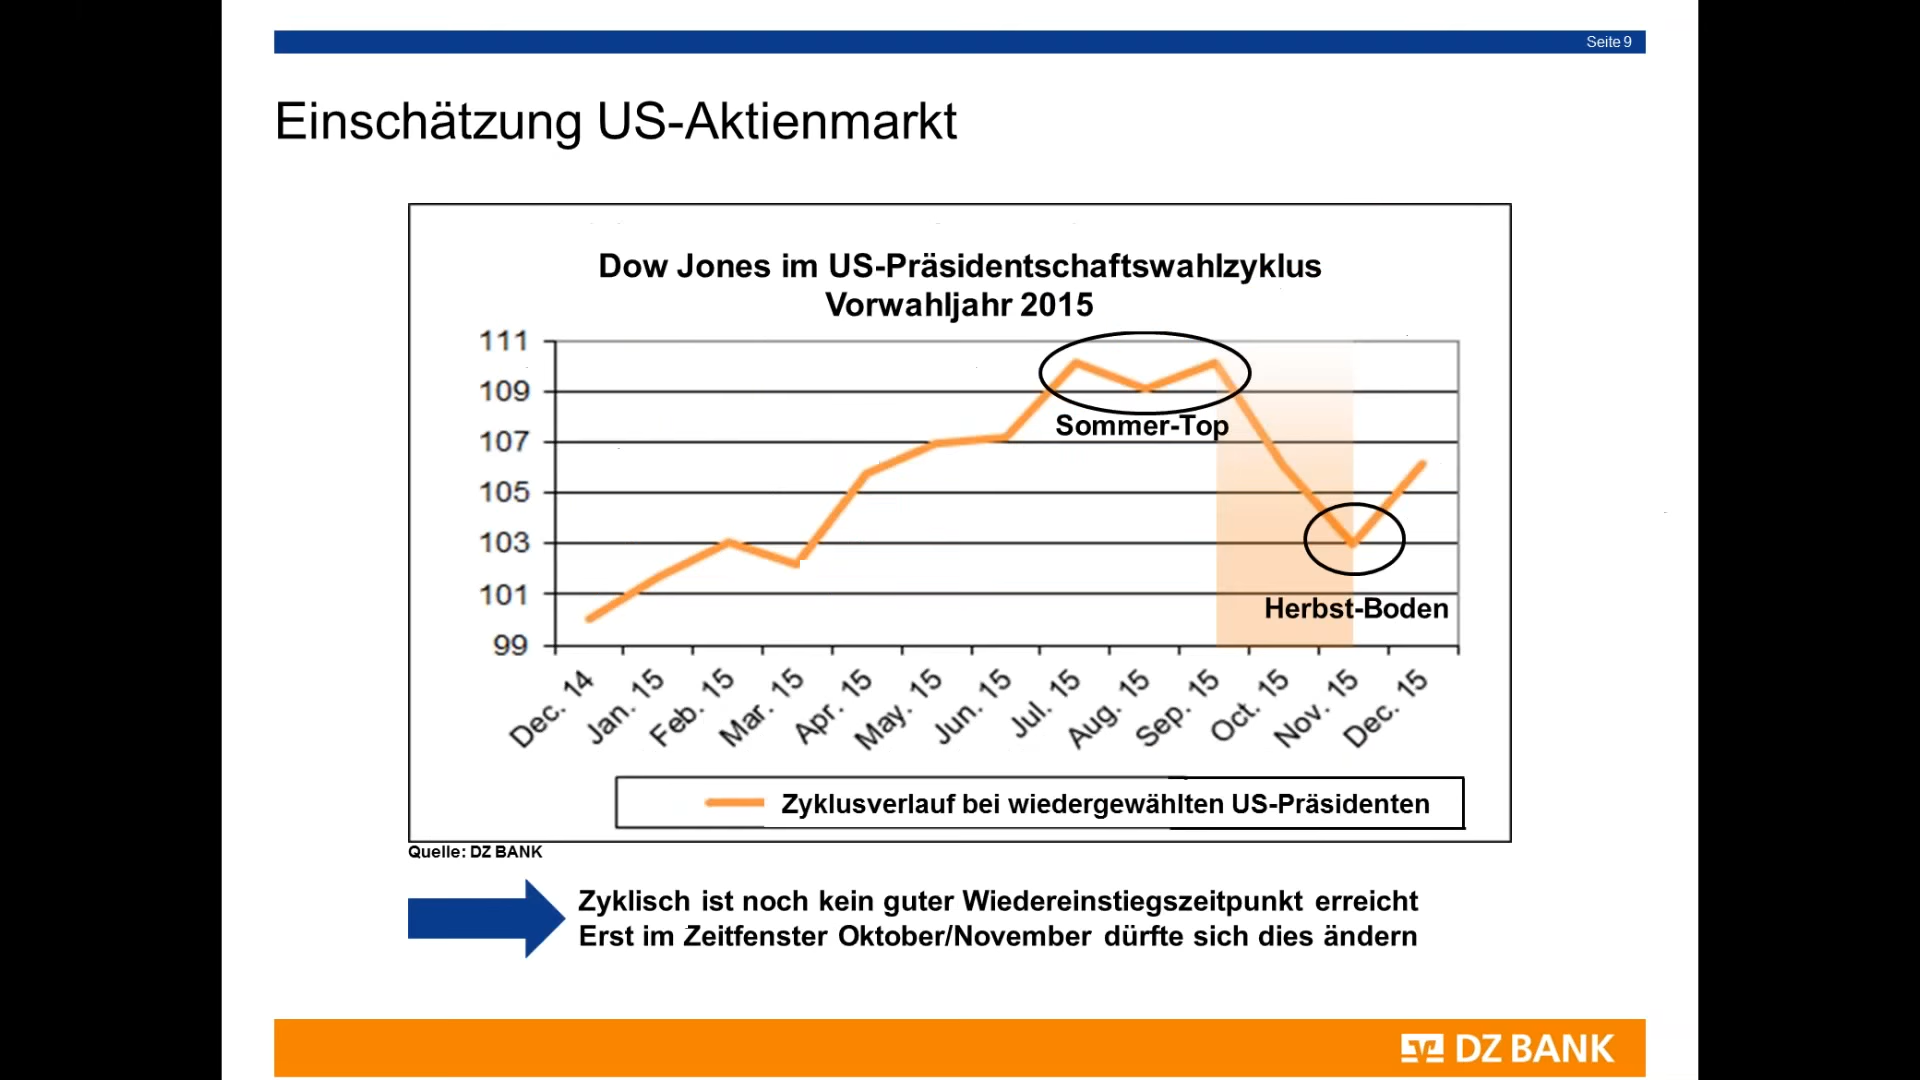 Seite 9
Einschätzung US-Aktienmarkt
Dow Jones im US-Präsidentschaftswahlzyklus
Vorwahljahr 2015
111
109
107
105
103
101
99
Sommer-Top
Herbst-Boden
Dec. 14
Jan. 15
Feb. 15
Mar. 15
Apr. 15
May. 15
Jun. 15
Jul. 15
Aug. 15
Sep. 15
Oct. 15
Nov. 15
Dec. 15
Zyklusverlauf bei wiedergewählten US-Präsidenten
Quelle: DZ BANK
Zyklisch ist noch kein guter Wiedereinstiegszeitpunkt erreicht
Erst im Zeitfenster Oktober/November dürfte sich dies ändern
DZ BANK